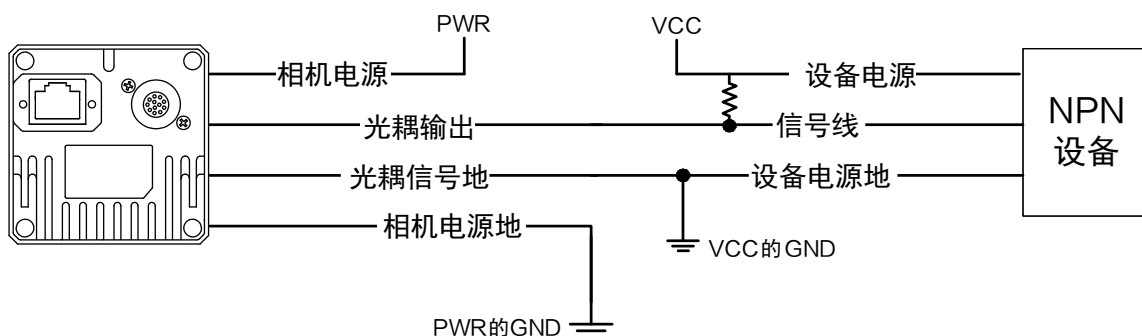 PWR
VCC
相机电源
设备电源
光耦输出
信号线
NPN
设备
光耦信号地
设备电源地
相机电源地
VCC的GND
PWR的GND